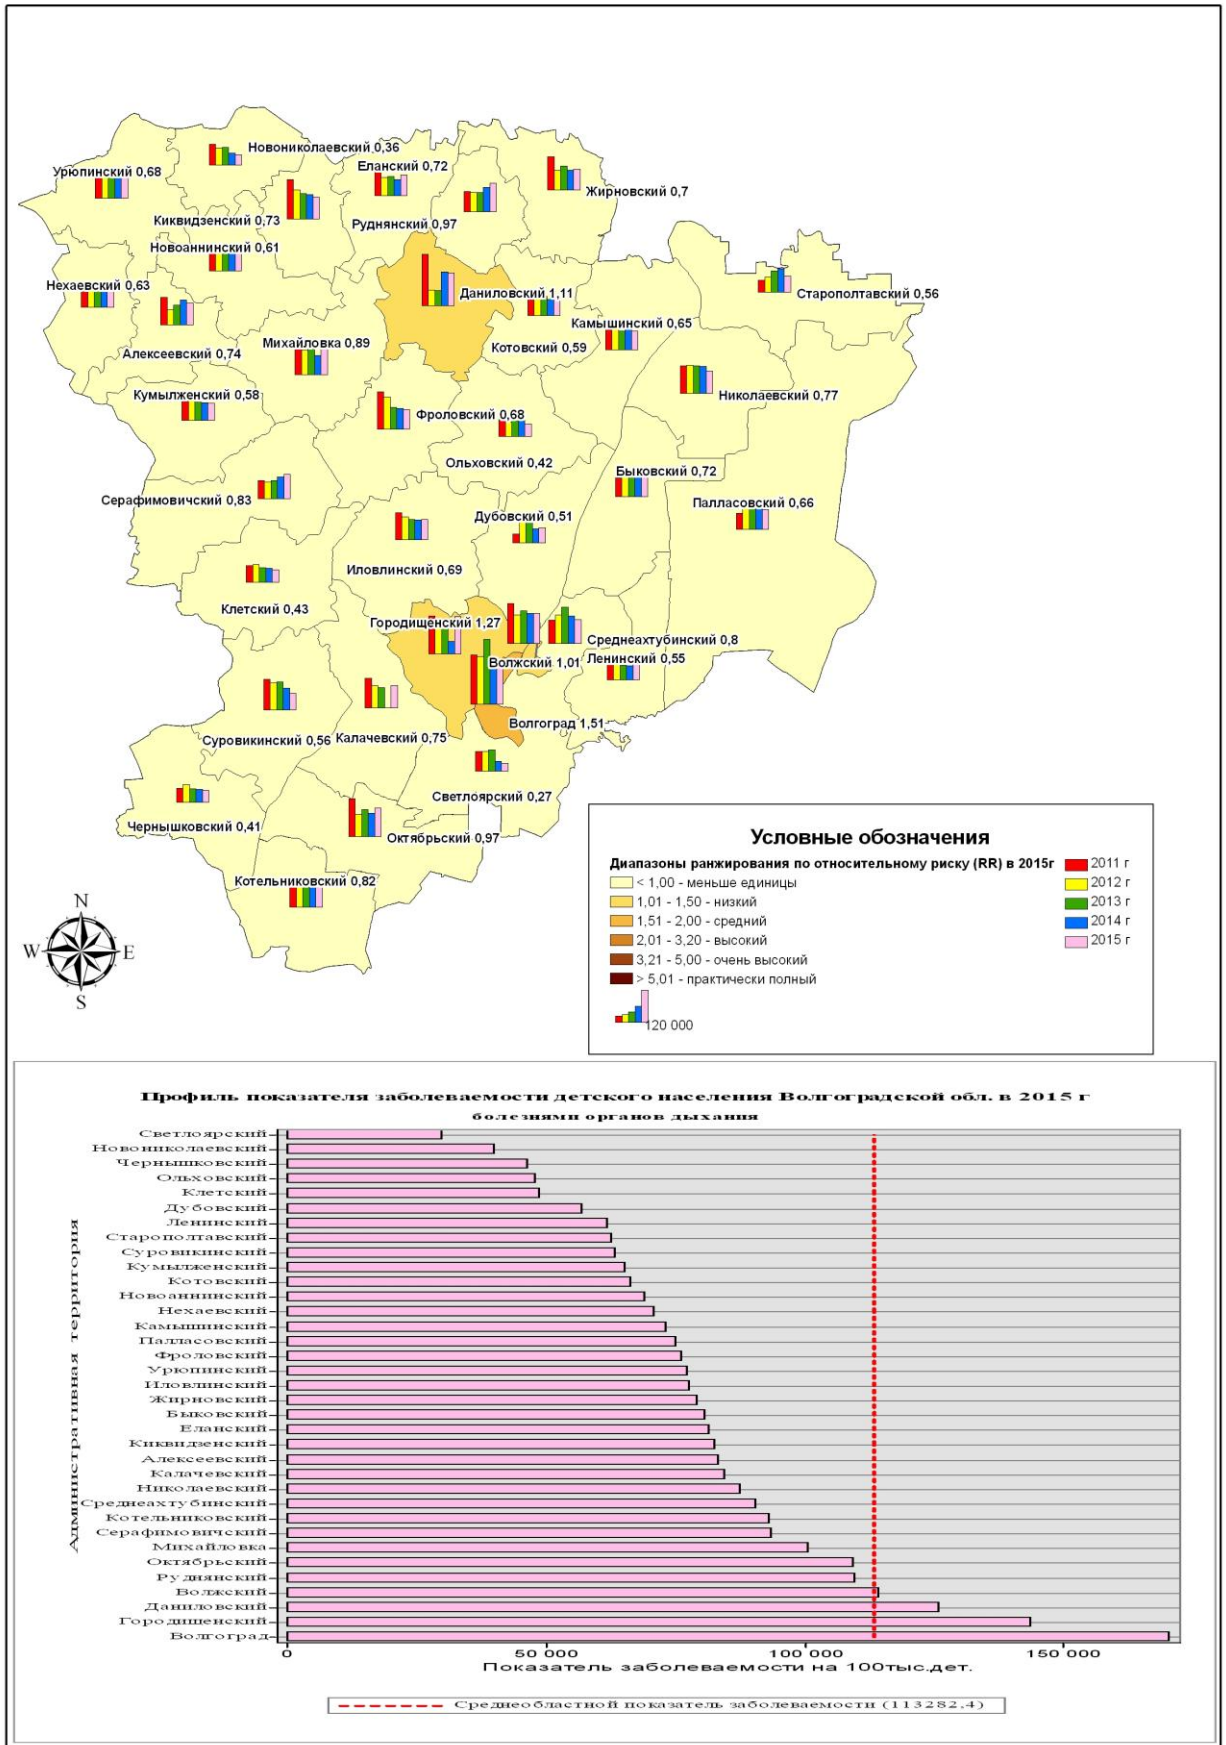 Новониколаевский 0,36
Еланский 0,72
Урюпинский 0,68
Жирновский 0,7
Киквидзенский 0,73
Руднянский 0,97
Новоаннинский 0,61
Нехаевский 0,63
Даниловский 1,11
Старополтавский 0,56
Камышинский 0,65
Михайловка 0,89
Котовский 0,59
Алексеевский 0,74
Кумылженский 0,58
Николаевский 0,77
Фроловский 0,68
Ольховский 0,42
Быковский 0,72
Серафимовичский 0,83
Палласовский 0,66
Дубовский 0,51
Иловлинский 0,69
Клетский 0,43
Городищенский 1,27
Среднеахтубинский 0,8
Волжский 1,01
Ленинский 0,55
Волгоград 1,51
Суровикинский 0,56
Калачевский 0,75
Светлоярский 0,27
Чернышковский 0,41
Октябрьский 0,97
Котельниковский 0,82
N
W
E
S
Условные обозначения
Диапазоны ранжирования по относительному риску (RR) в 2015г
< 1,00 - меньше единицы
1,01 - 1,50 - низкий
1,51 - 2,00 - средний
2,01 - 3,20 - высокий
3,21 - 5,00 - очень высокий
> 5,01 - практически полный
120 000
2011 г
2012 г
2013 г
2014 г
2015 г
Профиль показателя заболеваемости детского населения Волгоградской обл. в 2015 г
болезнями органов дыхания
Административная территория
Светлоярский
Новониколаевский
Чернышковский
Ольховский
Клетский
Дубовский
Ленинский
Старополтавский
Суровикинский
Кумылженский
Котовский
Новоаннинский
Нехаевский
Камышинский
Палласовский
Фроловский
Урюпинский
Иловлинский
Жирновский
Быковский
Еланский
Киквидзенский
Алексеевский
Калачевский
Николаевский
Среднеахтубинский
Котельниковский
Серафимовичский
Михайловка
Октябрьский
Руднянский
Волжский
Даниловский
Городишенский
Волгоград
0 50 000 100 000 150 000
Показатель заболеваемости на 100тыс.дет.
Среднеобластной показатель заболеваемости (113282,4)